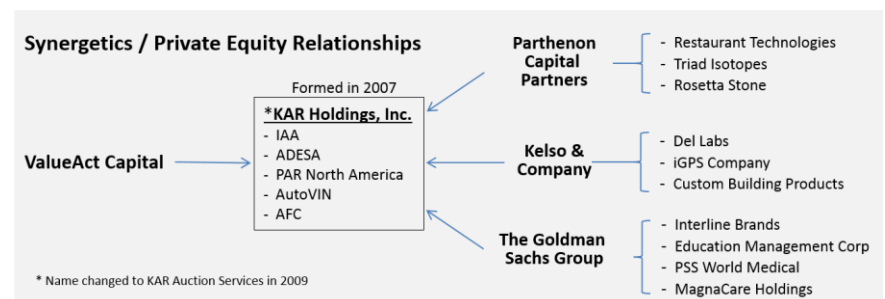 Synergetics / Private Equity Relationships
Formed in 2007
*KAR Holdings, Inc.
- IAA
- ADESA
- PAR North America
- AutoVIN
- AFC
ValueAct Capital
Parthenon
Capital
Partners
- Restaurant Technologies
- Triad Isotopes
- Rosetta Stone
Kelso &
Company
- Del Labs
- iGPS Company
- Custom Building Products
The Goldman
Sachs Group
- Interline Brands
- Education Management Corp
- PSS World Medical
- MagnaCare Holdings
* Name changed to KAR Auction Services in 2009